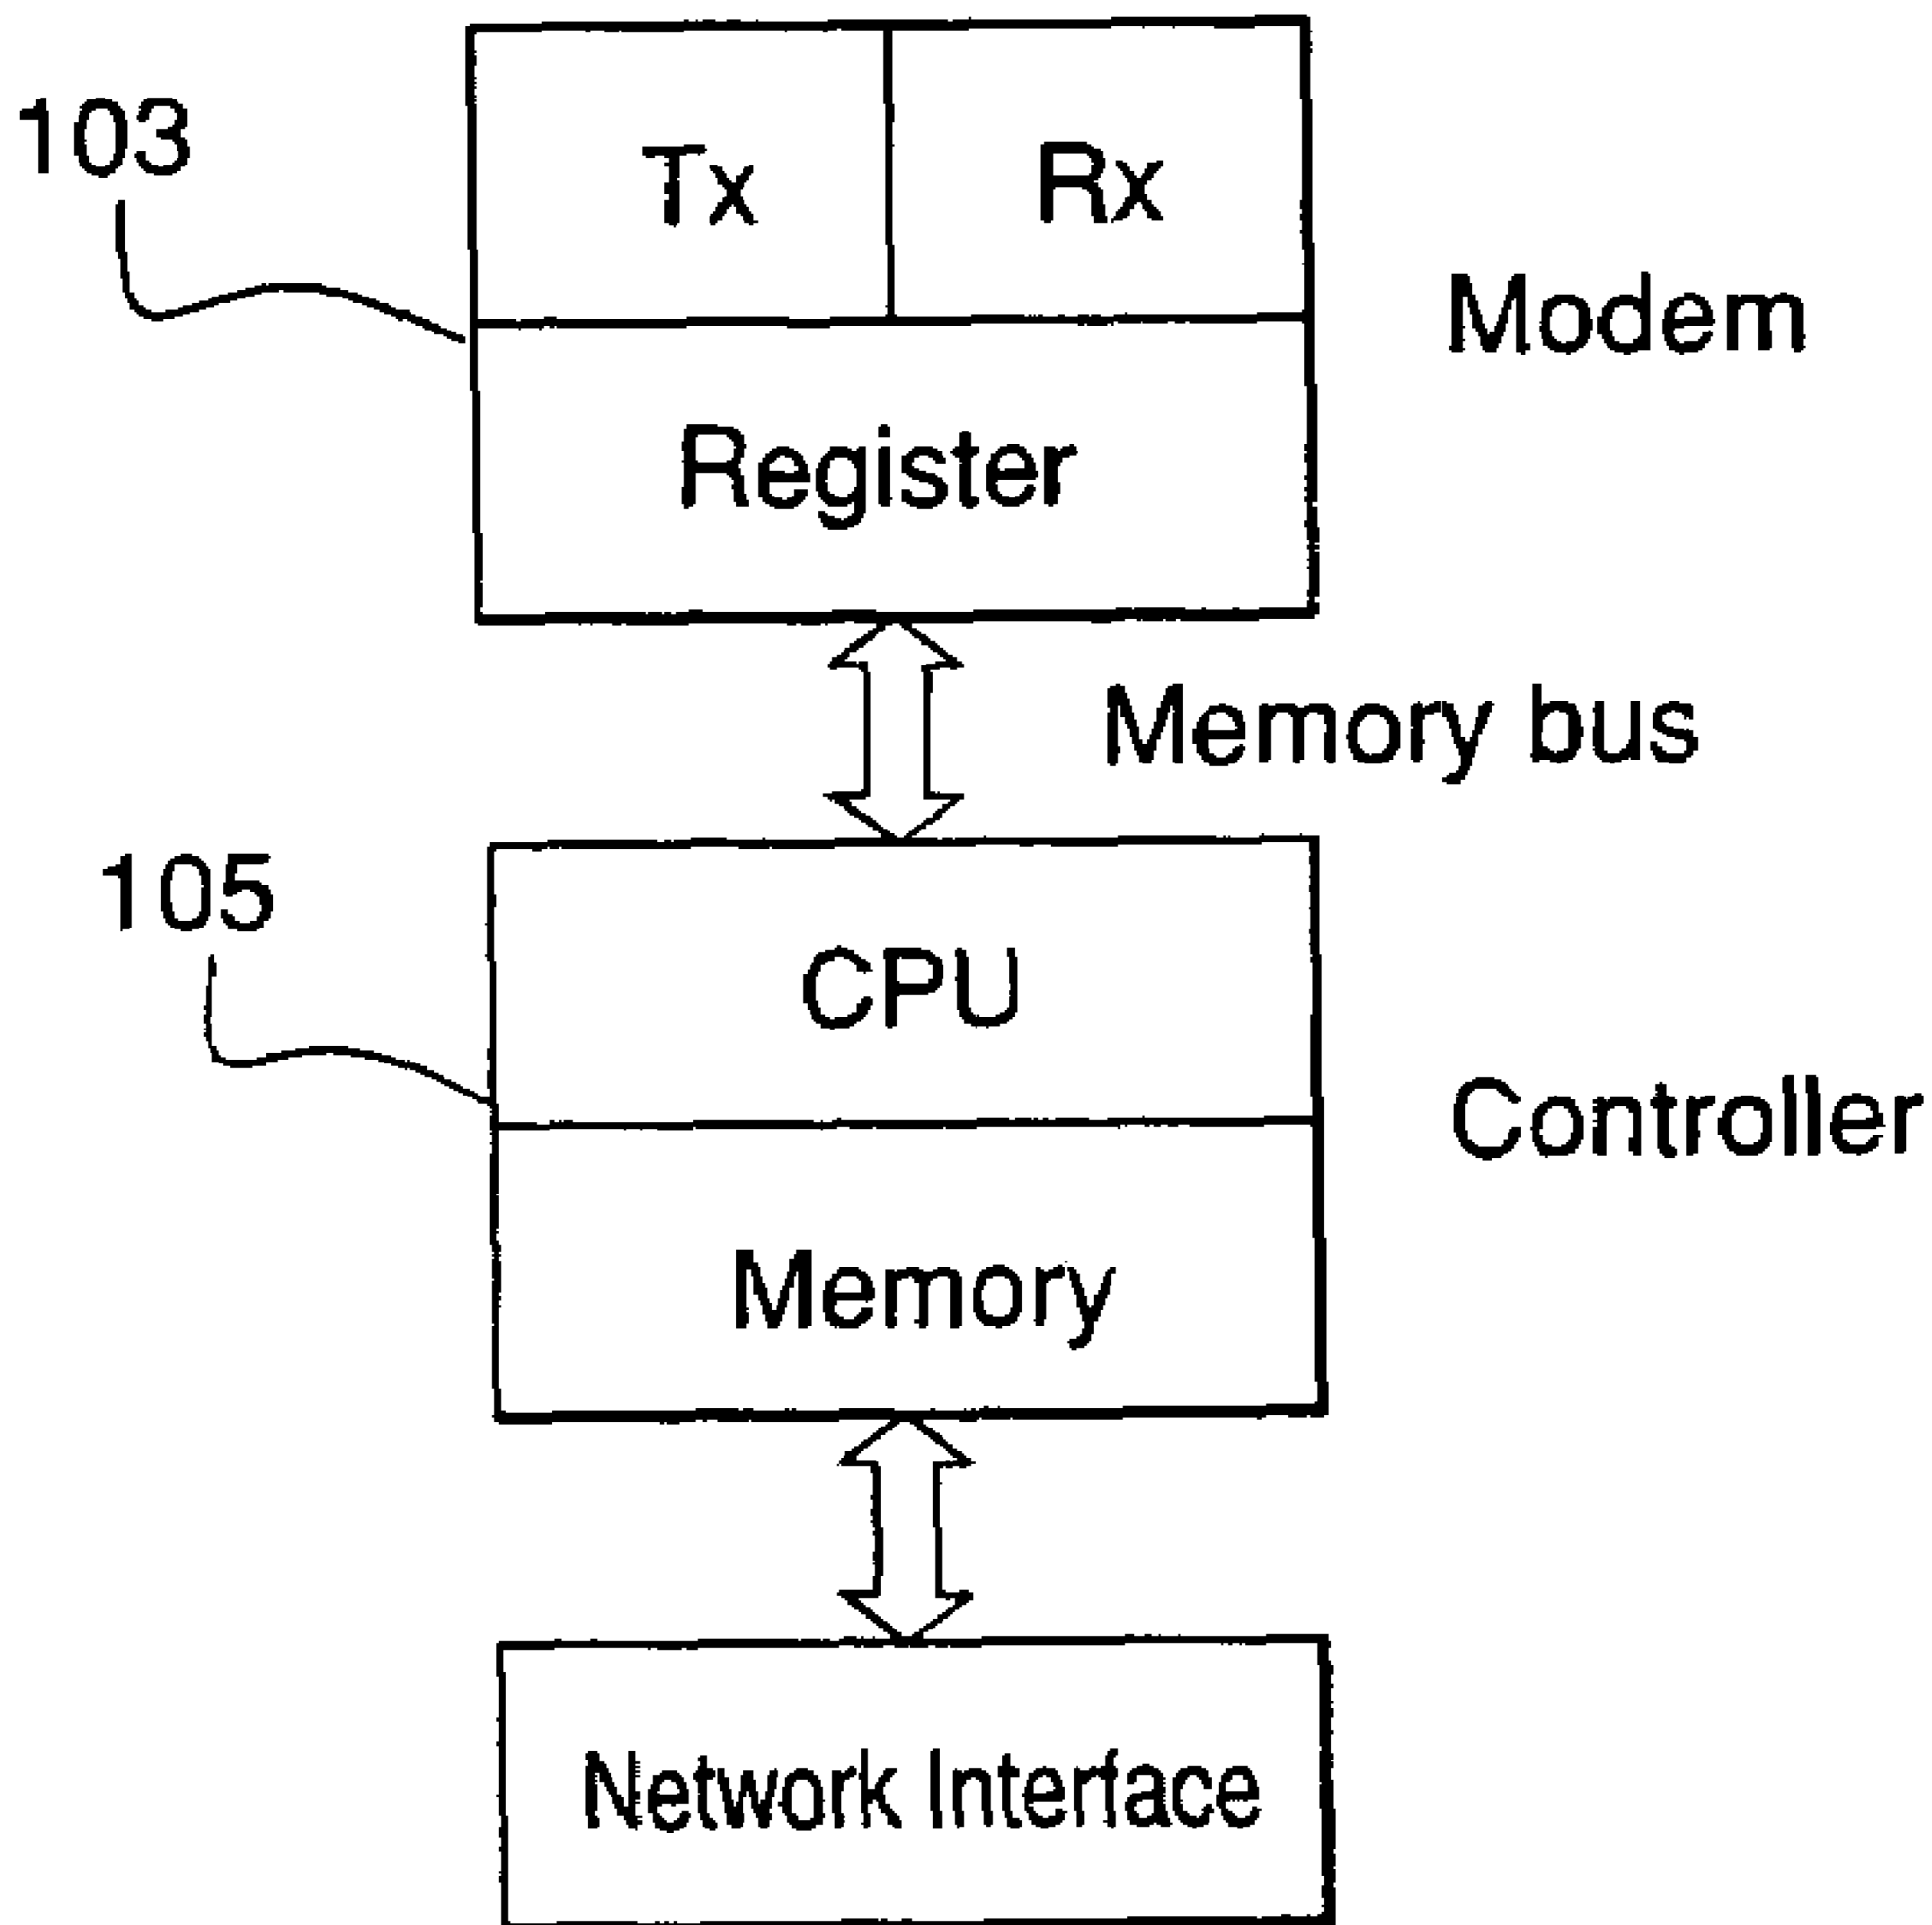 103
Tx
Rx
Modem
Register
Memory bus
105
CPU
Controller
Memory
Network Interface